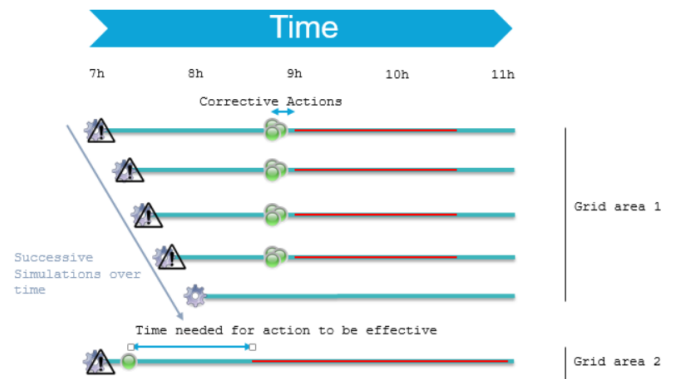 Time
7h 8h 9h 10h 11h
Corrective Actions
Grid area 1
Successive
Simulations over
time
Time needed for action to be effective
Grid area 2